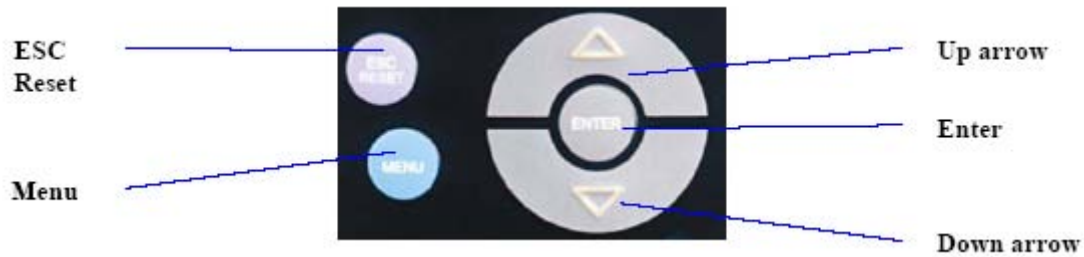 ESC
Reset
ESC
RESET
Up arrow
ENTER
Enter
MENU
Menu
Down arrow